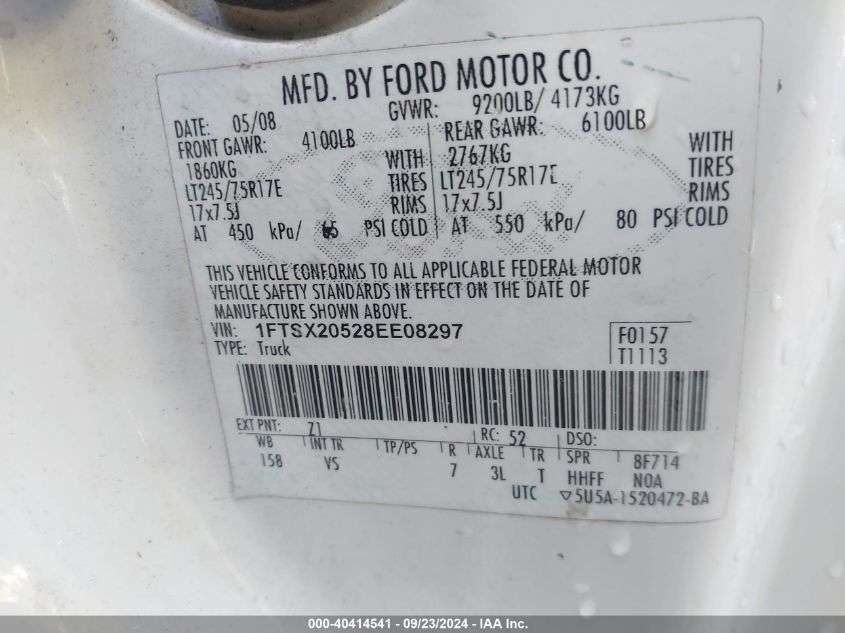 MFD. BY FORD MOTOR CO.
DATE: 05/08 GVWR: 9200LB/ 4173KG
FRONT GAWR: 4100LB REAR GAWR: 6100LB
1860KG WITH 2767KG WITH
LT245/75R17E TIRES LT245/75R17E TIRES
17x7.5J RIMS 17x7.5J RIMS
AT 450 kPa/ 65 PSI COLD AT 550 kPa/ 80 PSI COLD
THIS VEHICLE CONFORMS TO ALL APPLICABLE FEDERAL MOTOR
VEHICLE SAFETY STANDARDS IN EFFECT ON THE DATE OF
MANUFACTURE SHOWN ABOVE.
VIN: 1FTSX20528EE08297 F0157
TYPE: Truck T1113
EXT PNT: Z1 RC: 52 DSO:
WB INT TR TP/PS R AXLE TR SPR 8F714
158 VS 7 3L T HHFF NOA
UTC ▽5U5A-1520472-BA
000-40414541 - 09/23/2024 - IAA Inc.